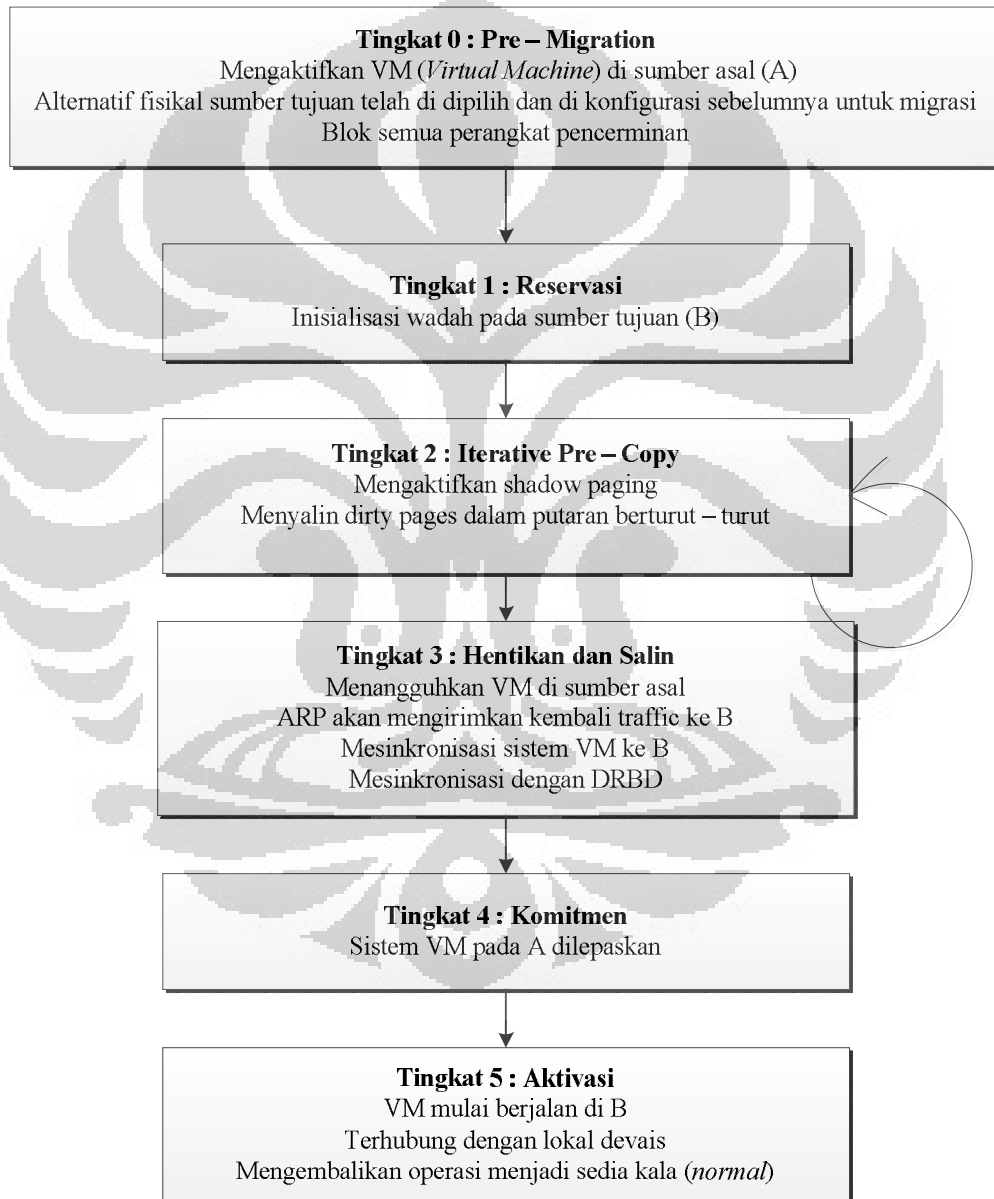 Tingkat 0 : Pre – Migration
Mengaktifkan VM (Virtual Machine) di sumber asal (A)
Alternatif fisikal sumber tujuan telah di dipilih dan di konfigurasi sebelumnya untuk migrasi
Blok semua perangkat pencerminan
Tingkat 1 : Reservasi
Inisialisasi wadah pada sumber tujuan (B)
Tingkat 2 : Iterative Pre – Copy
Mengaktifkan shadow paging
Menyalin dirty pages dalam putaran berturut – turut
Tingkat 3 : Hentikan dan Salin
Menangguhkan VM di sumber asal
ARP akan mengirimkan kembali traffic ke B
Mesinkronisasi sistem VM ke B
Mesinkronisasi dengan DRBD
Tingkat 4 : Komitmen
Sistem VM pada A dilepaskan
Tingkat 5 : Aktivasi
VM mulai berjalan di B
Terhubung dengan lokal devais
Mengembalikan operasi menjadi sedia kala (normal)